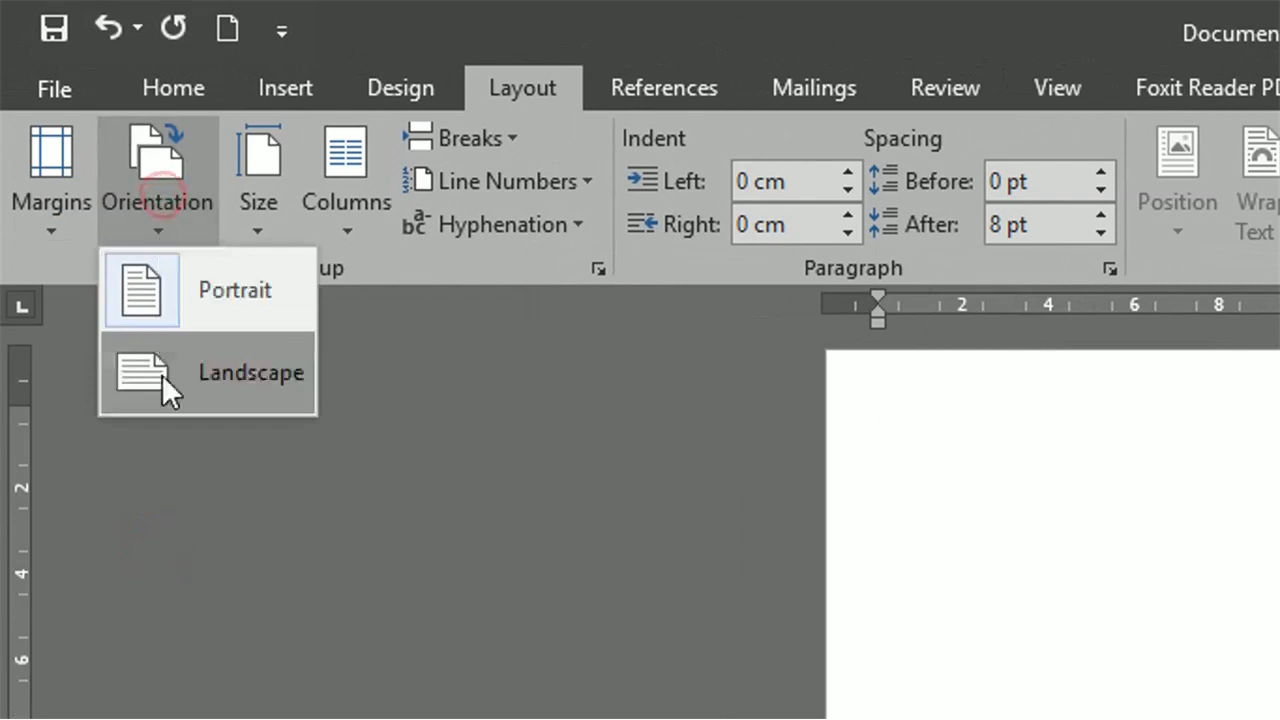 Documen
File Home Insert Design Layout References Mailings Review View Foxit Reader PD
Margins Orientation Size Columns
Breaks
Line Numbers
Hyphenation
Indent
Left: 0 cm
Right: 0 cm
Spacing
Before: 0 pt
After: 8 pt
Position
Wrap
Text
up
Paragraph
Portrait
Landscape
2 4 6 8
2
4
6